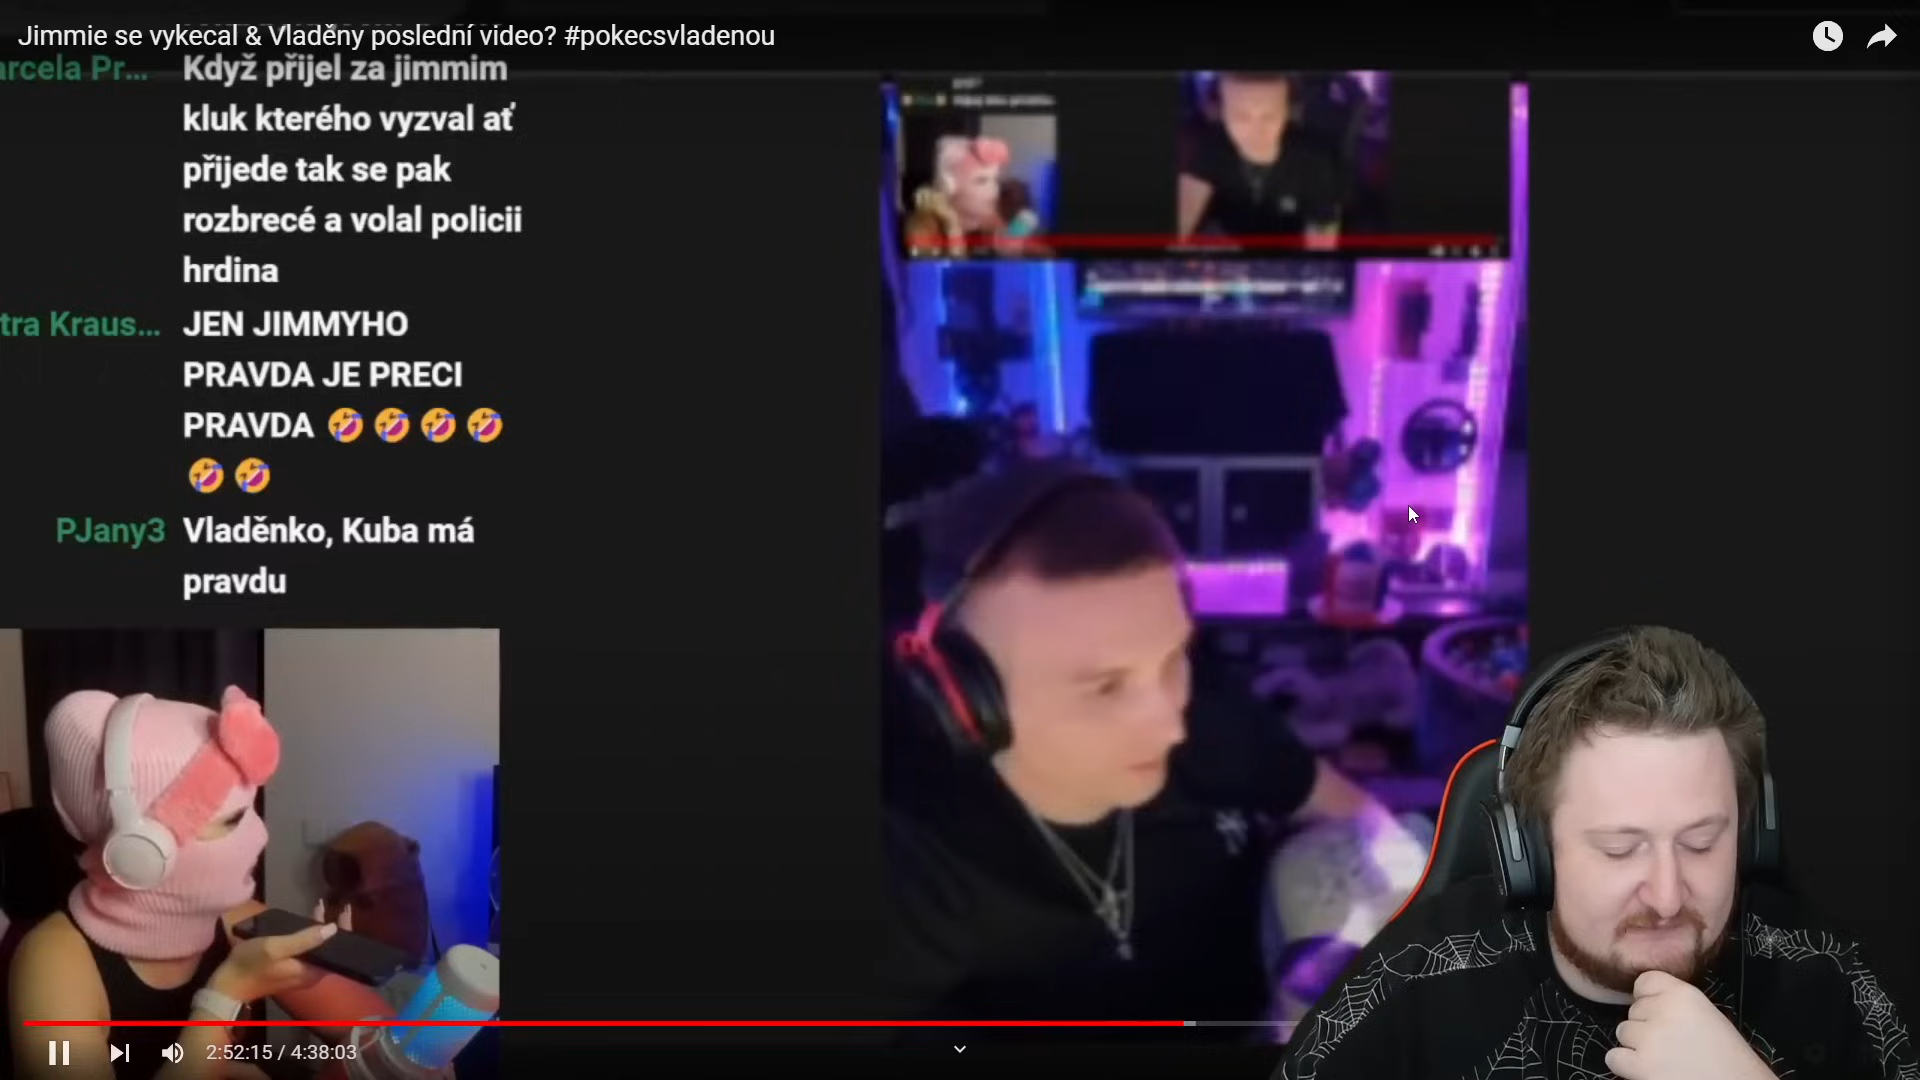 Jimmie se vykecal & Vladěny poslední video? #pokecsvladenou
arcela Pr... Když přijel za jimmim
kluk kterého vyzval ať
přijede tak se pak
rozbrecé a volal policii
hrdina
tra Kraus... JEN JIMMYHO
PRAVDA JE PRECI
PRAVDA 🤣🤣🤣🤣
🤣🤣
PJany3 Vladěnko, Kuba má
pravdu
2:52:15 / 4:38:03